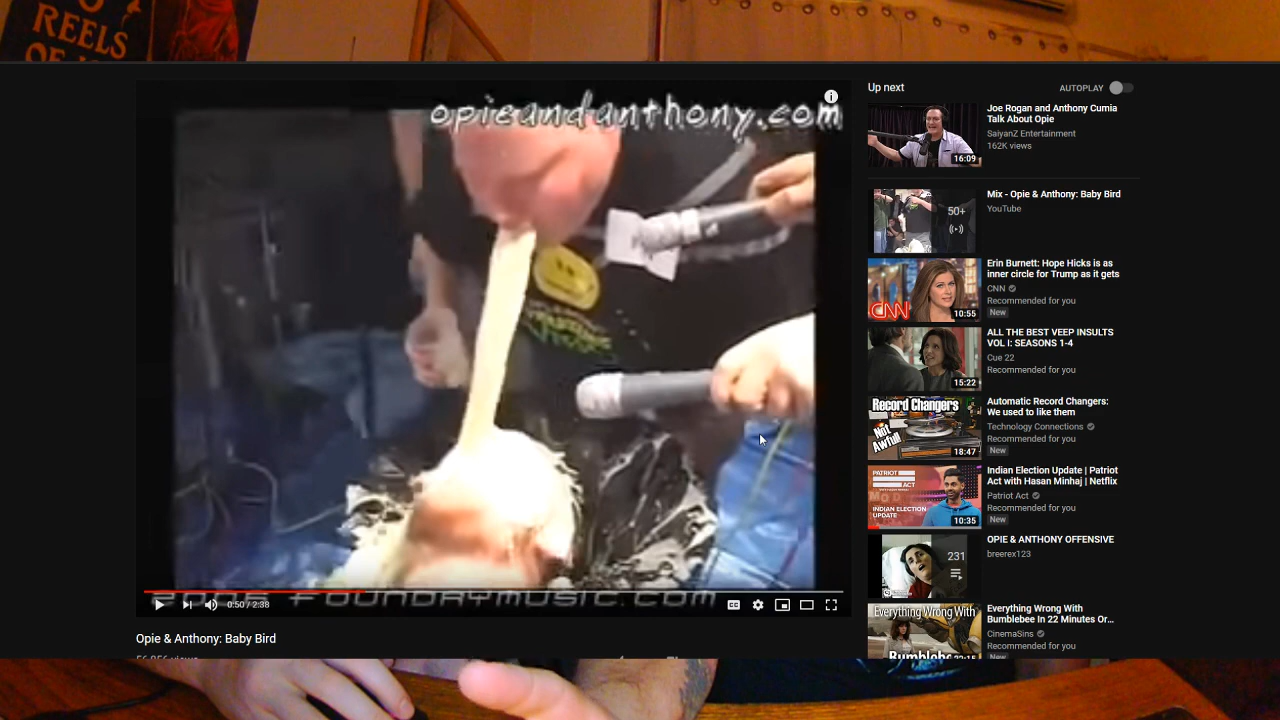 REELS
opieandanthony.com
2006 FOUNDRYMUSIC.COM
0:50 / 2:38
CC
Opie & Anthony: Baby Bird
Up next
AUTOPLAY
Joe Rogan and Anthony Cumia
Talk About Opie
SaiyanZ Entertainment
162K views
16:09
Mix - Opie & Anthony: Baby Bird
YouTube
50+
Erin Burnett: Hope Hicks is as
inner circle for Trump as it gets
CNN
Recommended for you
New
CNN
10:55
ALL THE BEST VEEP INSULTS
VOL I: SEASONS 1-4
Cue 22
Recommended for you
15:22
Automatic Record Changers:
We used to like them
Technology Connections
Recommended for you
New
Record Changers
Not
Awful!
18:47
Indian Election Update | Patriot
Act with Hasan Minhaj | Netflix
Patriot Act
Recommended for you
New
PATRIOT
ACT
INDIAN ELECTION
UPDATE
10:35
OPIE & ANTHONY OFFENSIVE
breerex123
231
Everything Wrong With
Bumblebee In 22 Minutes Or...
CinemaSins
Recommended for you
New
Everything Wrong With